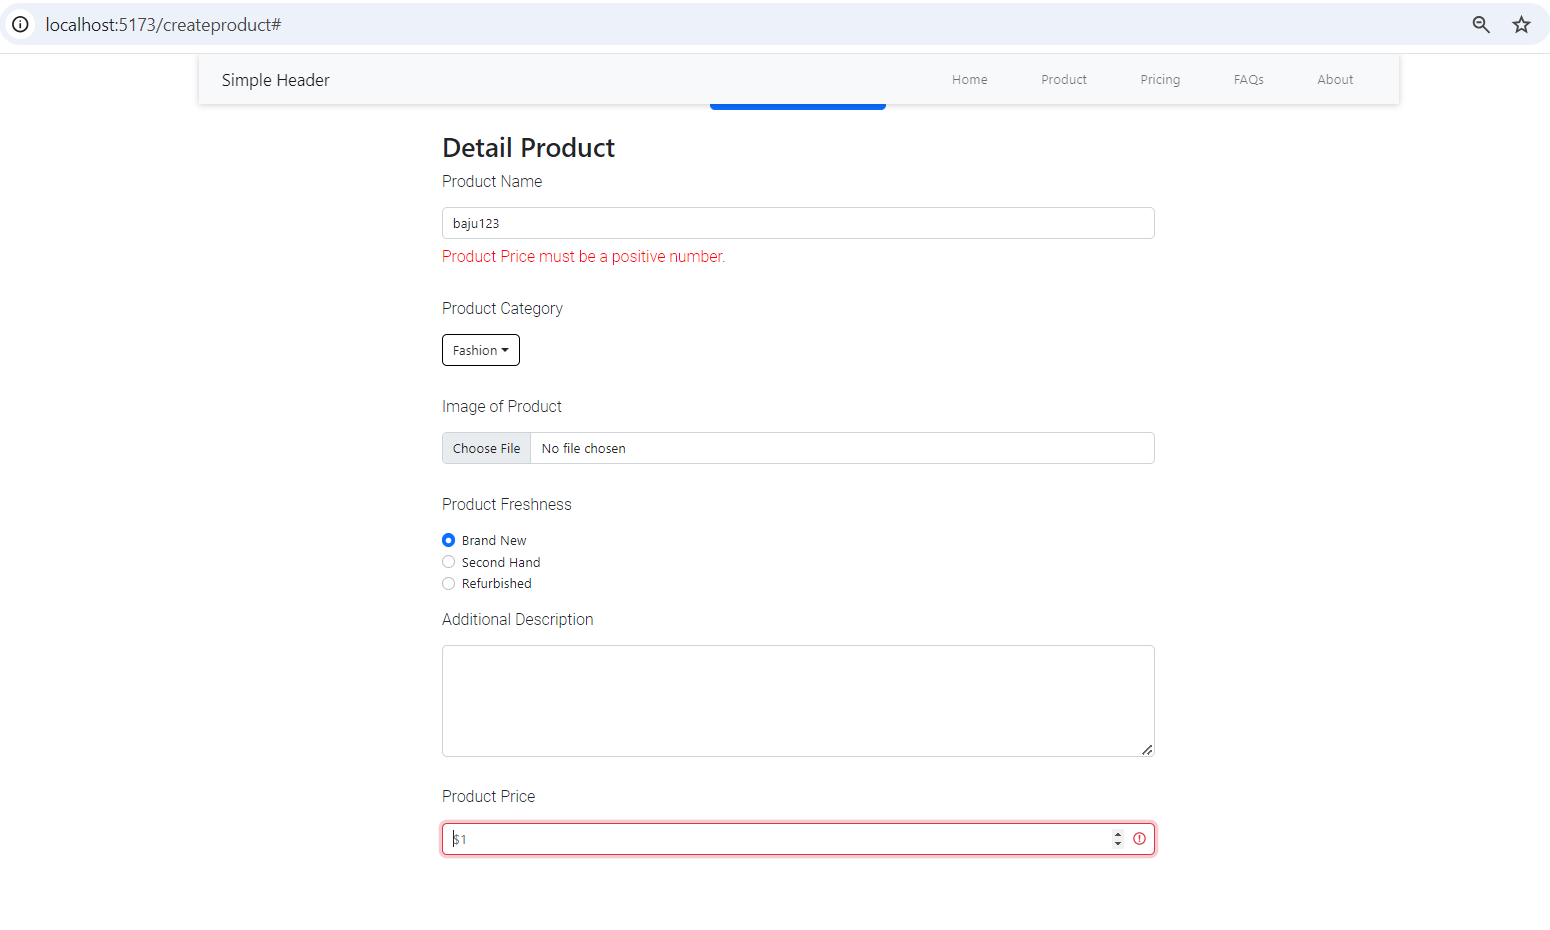 localhost:5173/createproduct#
Simple Header Home Product Pricing FAQs About
Detail Product
Product Name
baju123
Product Price must be a positive number.
Product Category
Fashion
Image of Product
Choose File No file chosen
Product Freshness
Brand New
Second Hand
Refurbished
Additional Description
Product Price
$1